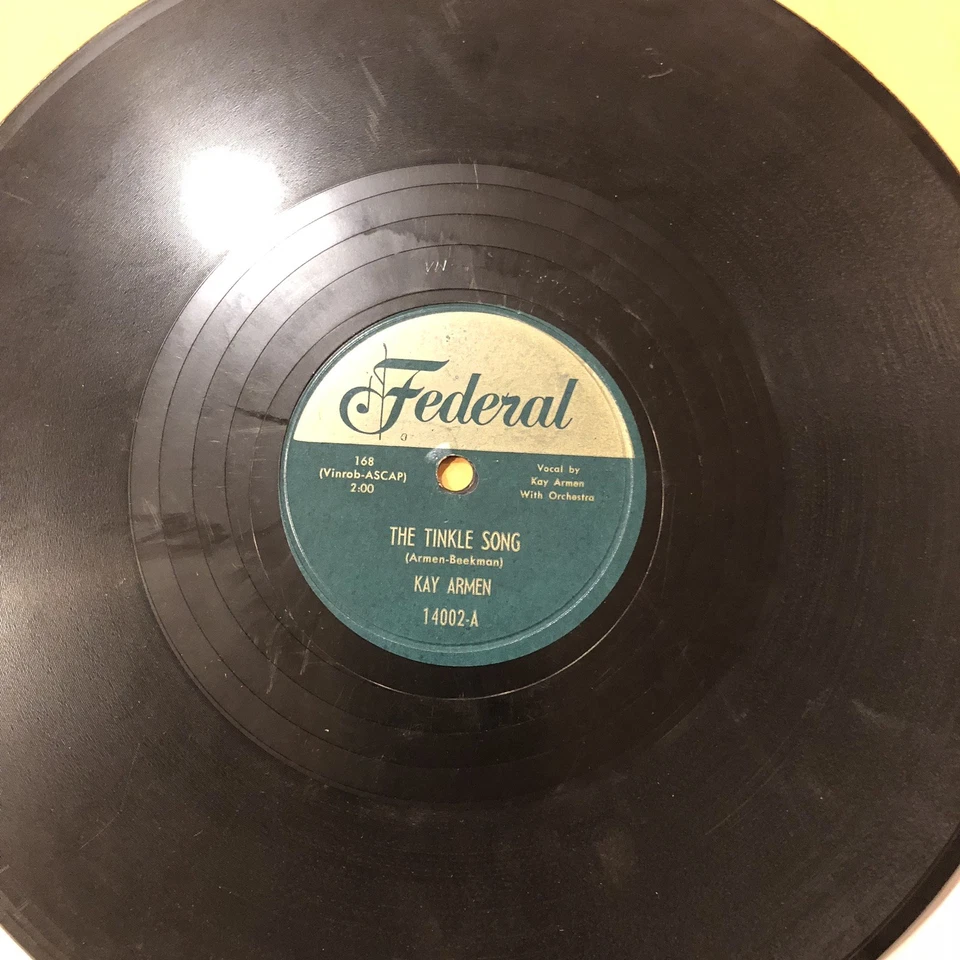 Federal
168
(Vinrob-ASCAP)
2:00
Vocal by
Kay Armen
With Orchestra
THE TINKLE SONG
(Armen-Beekman)
KAY ARMEN
14002-A